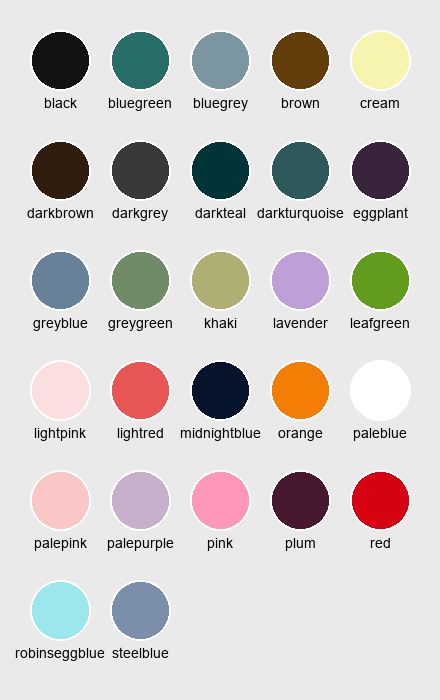 black bluegreen bluegrey brown cream
darkbrown darkgrey darkteal darkturquoise eggplant
greyblue greygreen khaki lavender leafgreen
lightpink lightred midnightblue orange paleblue
palepink palepurple pink plum red
robinseggblue steelblue